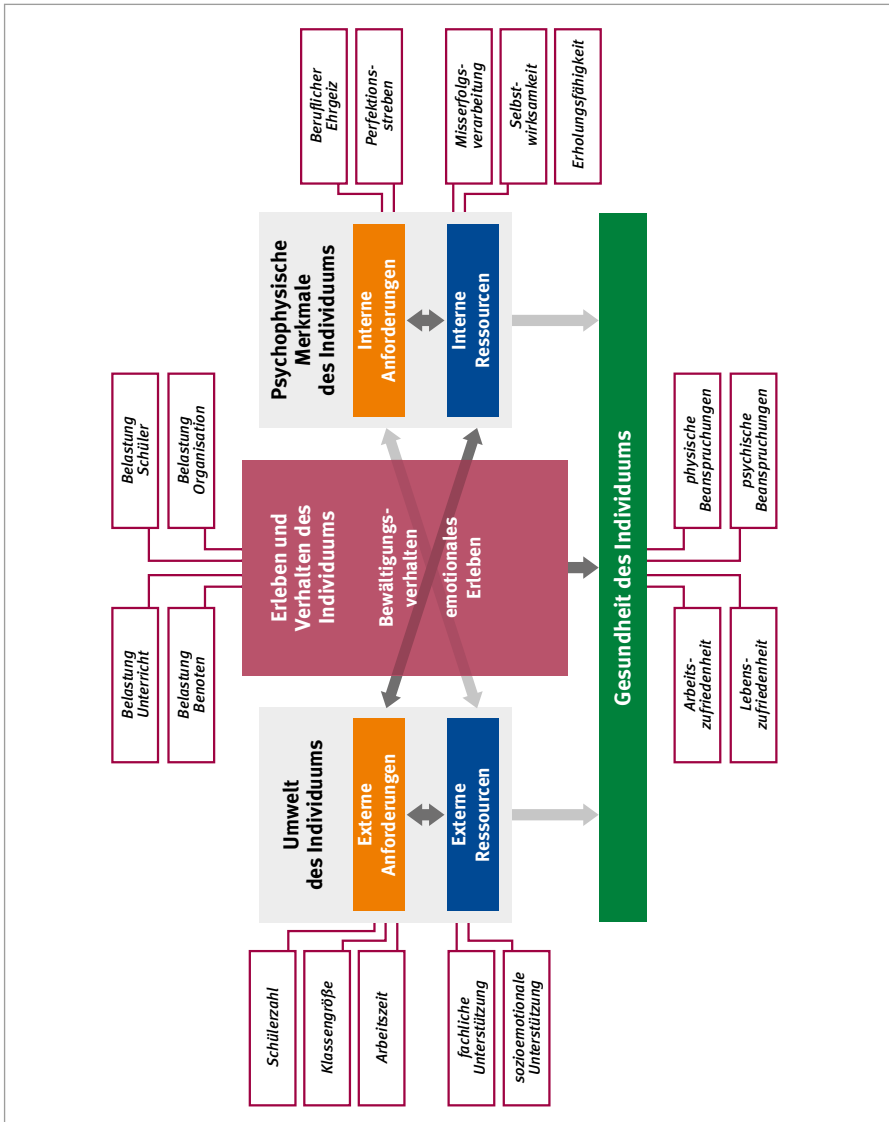 Belastung
Unterricht
Belastung
Benoten
Belastung
Schüler
Belastung
Organisation
Umwelt
des Individuums
Externe
Anforderungen
Externe
Ressourcen
Schülerzahl
Klassengröße
Arbeitszeit
fachliche
Unterstützung
sozioemotionale
Unterstützung
Erleben und
Verhalten des
Individuums
Bewältigungs-
verhalten
emotionales
Erleben
Psychophysische
Merkmale
des Individuums
Interne
Anforderungen
Interne
Ressourcen
Beruflicher
Ehrgeiz
Perfektions-
streben
Misserfolgs-
verarbeitung
Selbst-
wirksamkeit
Erholungsfähigkeit
Gesundheit des Individuums
Arbeits-
zufriedenheit
Lebens-
zufriedenheit
physische
Beanspruchungen
psychische
Beanspruchungen